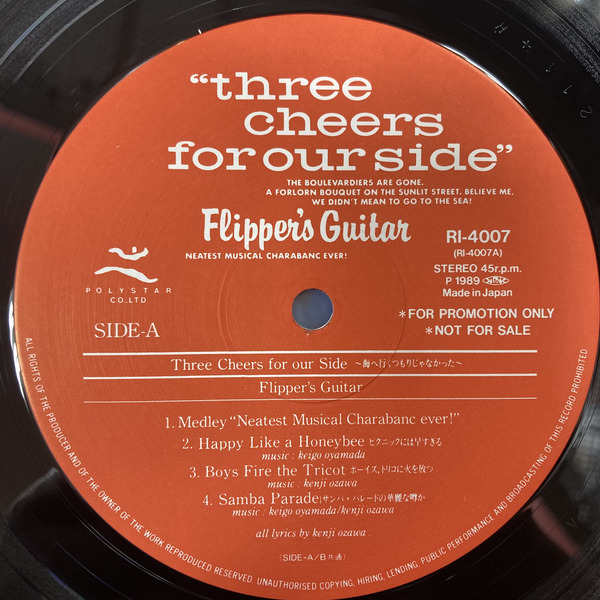 “three
cheers
for our side”
THE BOULEVARDIERS ARE GONE.
A FORLORN BOUQUET ON THE SUNLIT STREET. BELIEVE ME,
WE DIDN'T MEAN TO GO TO THE SEA!
Flipper's Guitar
NEATEST MUSICAL CHARABANC EVER!
RI-4007
(RI-4007A)
STEREO 45r.p.m.
P 1989
Made in Japan
POLYSTAR
CO., LTD.
SIDE-A
*FOR PROMOTION ONLY
*NOT FOR SALE
Three Cheers for our Side 〜海へ行くつもりじゃなかった〜
Flipper's Guitar
1. Medley “Neatest Musical Charabanc ever!”
2. Happy Like a Honeybee ピクニックには早すぎる
music : keigo oyamada
3. Boys Fire the Tricot ボーイズ、トリコに火を放つ
music : kenji ozawa
4. Samba Parade サンバ・パレードの華麗な噂が
music : keigo oyamada/kenji ozawa
all lyrics by kenji ozawa
(SIDE-A/B共通)
ALL RIGHTS OF THE PRODUCER AND OF THE OWNER OF THE WORK REPRODUCED RESERVED. UNAUTHORISED COPYING, HIRING, LENDING, PUBLIC PERFORMANCE AND BROADCASTING OF THIS RECORD PROHIBITED